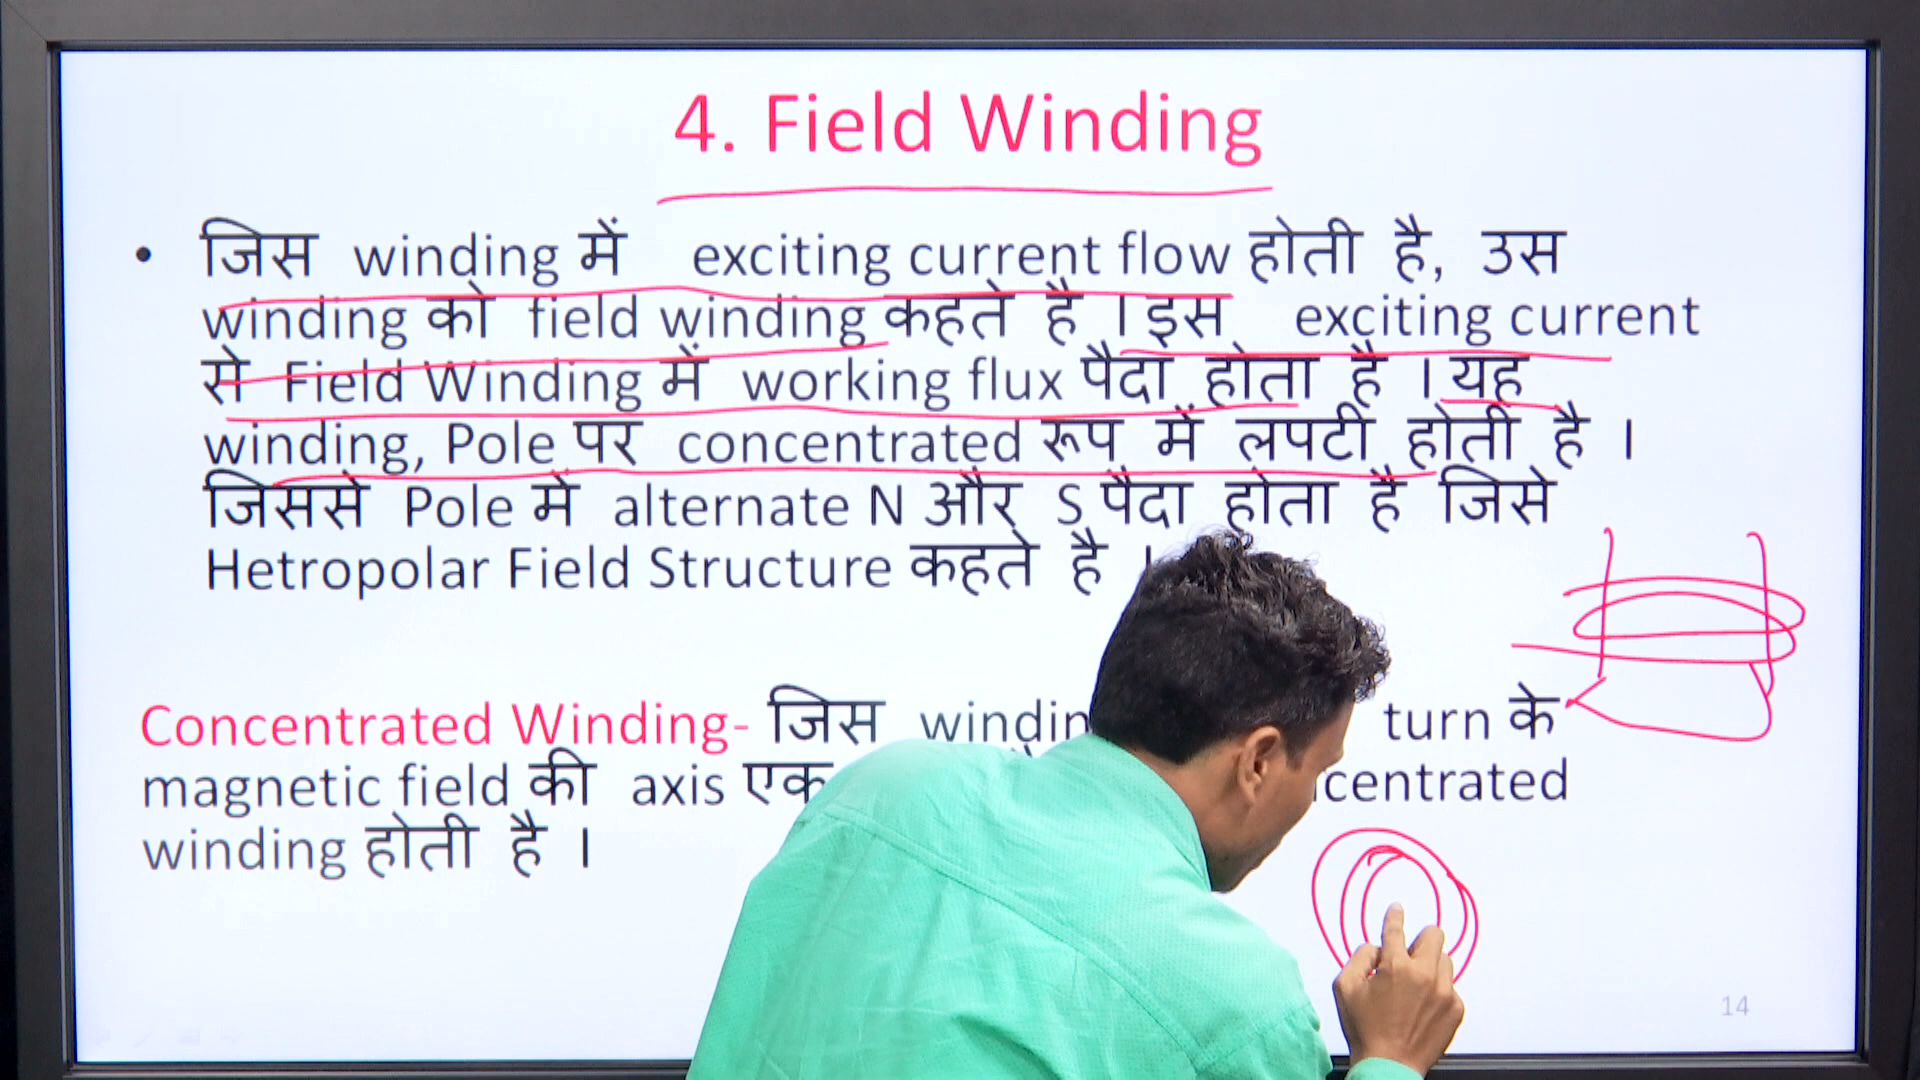 4. Field Winding
• जिस winding में exciting current flow होती है, उस
winding को field winding कहते है । इस exciting current
से Field Winding में working flux पैदा होता है । यह
winding, Pole पर concentrated रूप में लपटी होती है ।
जिससे Pole में alternate N और S पैदा होता है जिसे
Hetropolar Field Structure कहते है ।
Concentrated Winding- जिस turn के
magnetic field की axis एक
winding होती है ।
14